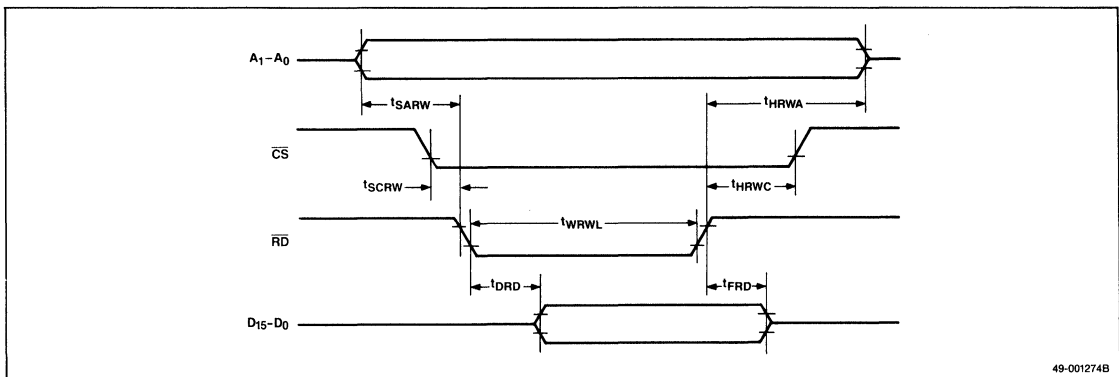 A1–A0
tSARW
tHRWA
CS
tSCRW
tHRWC
RD
tWRWL
tDRD
tFRD
D15–D0
49-001274B